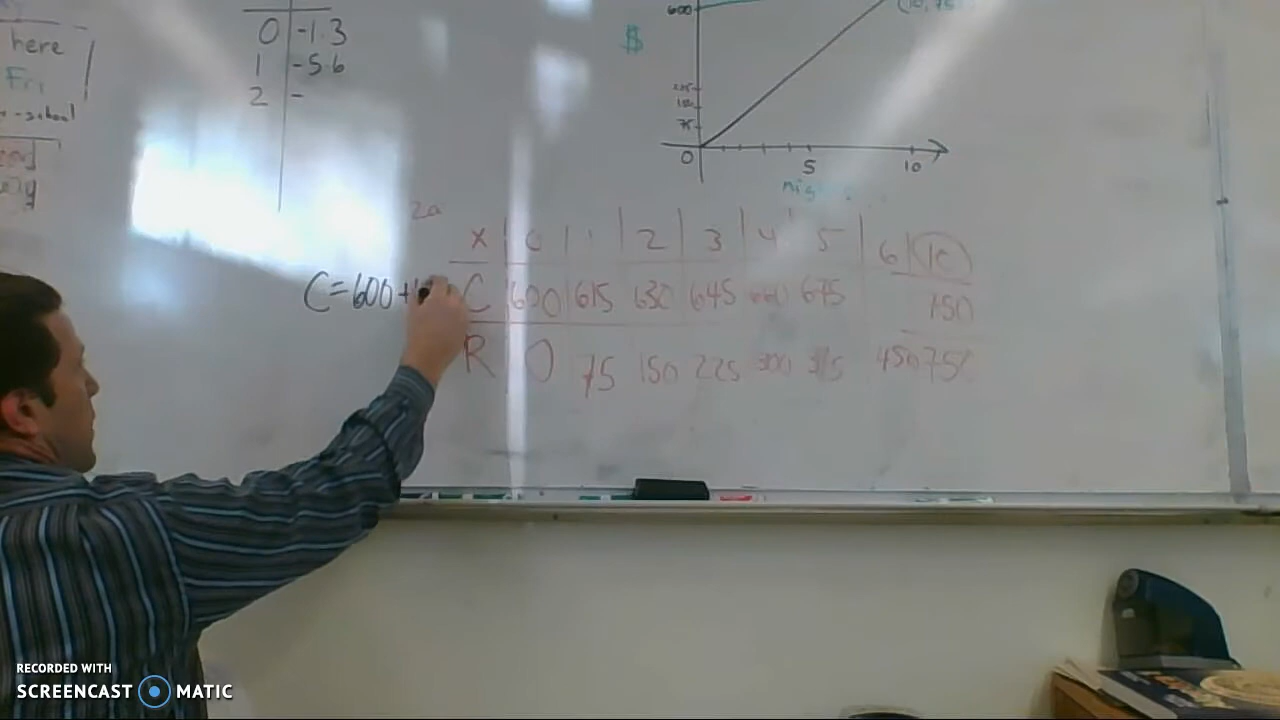 here
Fri
-school
0 -1.3
1 -5.6
2 -
600
$
75
0
5
10
2a
X 0 1 2 3 4 5 6 10
C=600+
C 600 615 630 645 660 675 750
R 0 75 150 225 300 375 450 750
RECORDED WITH
SCREENCAST MATIC